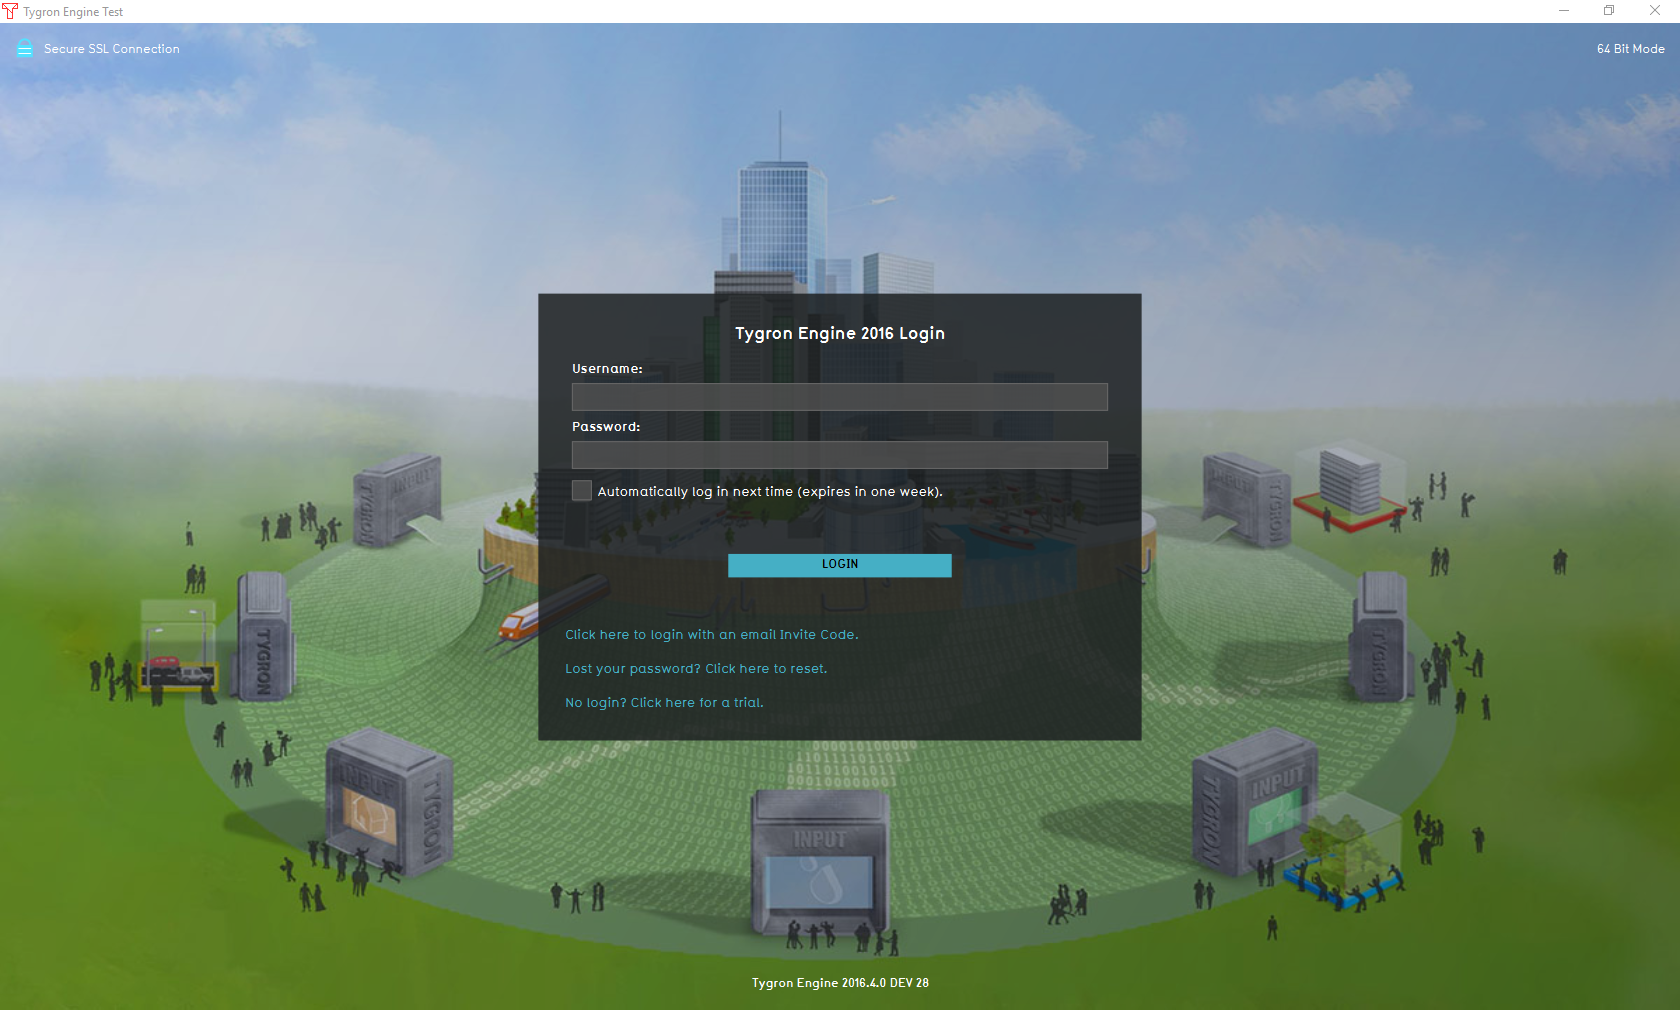 Tygron Engine Test
Secure SSL Connection
64 Bit Mode
Tygron Engine 2016 Login
Username:
Password:
Automatically log in next time (expires in one week).
LOGIN
Click here to login with an email Invite Code.
Lost your password? Click here to reset.
No login? Click here for a trial.
INPUT
TYGRON
INPUT
TYGRON
TYGRON
TYGRON
INPUT
TYGRON
INPUT
TYGRON
INPUT
Tygron Engine 2016.4.0 DEV 28